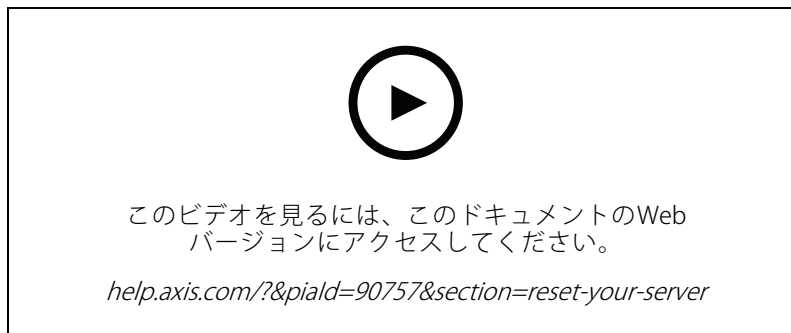 このビデオを見るには、このドキュメントのWeb
バージョンにアクセスしてください。
help.axis.com/?&piaId=90757&section=reset-your-server